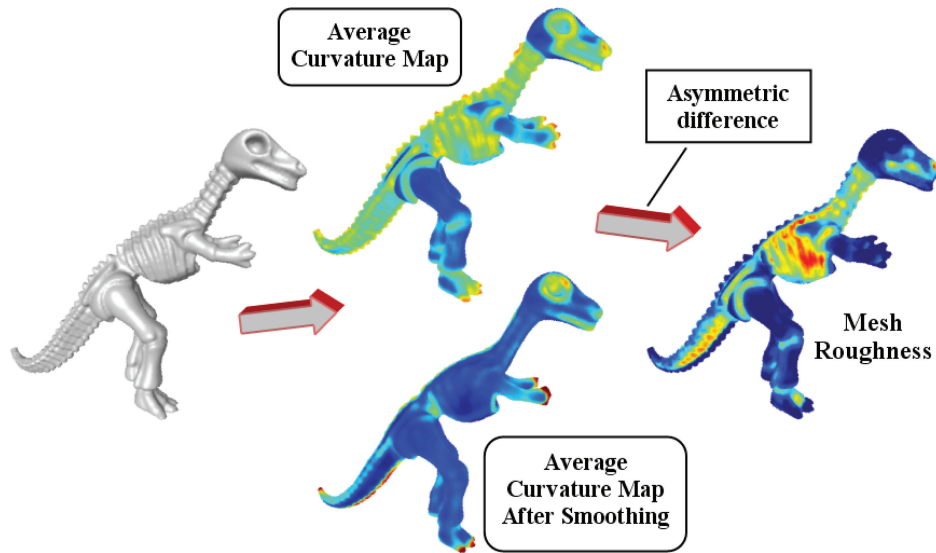 Average
Curvature Map
Asymmetric
difference
Mesh
Roughness
Average
Curvature Map
After Smoothing